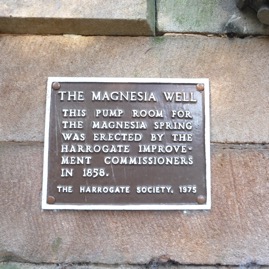 THE MAGNESIA WELL
THIS PUMP ROOM FOR
THE MAGNESIA SPRING
WAS ERECTED BY THE
HARROGATE IMPROVE-
MENT COMMISSIONERS
IN 1858.
THE HARROGATE SOCIETY, 1975